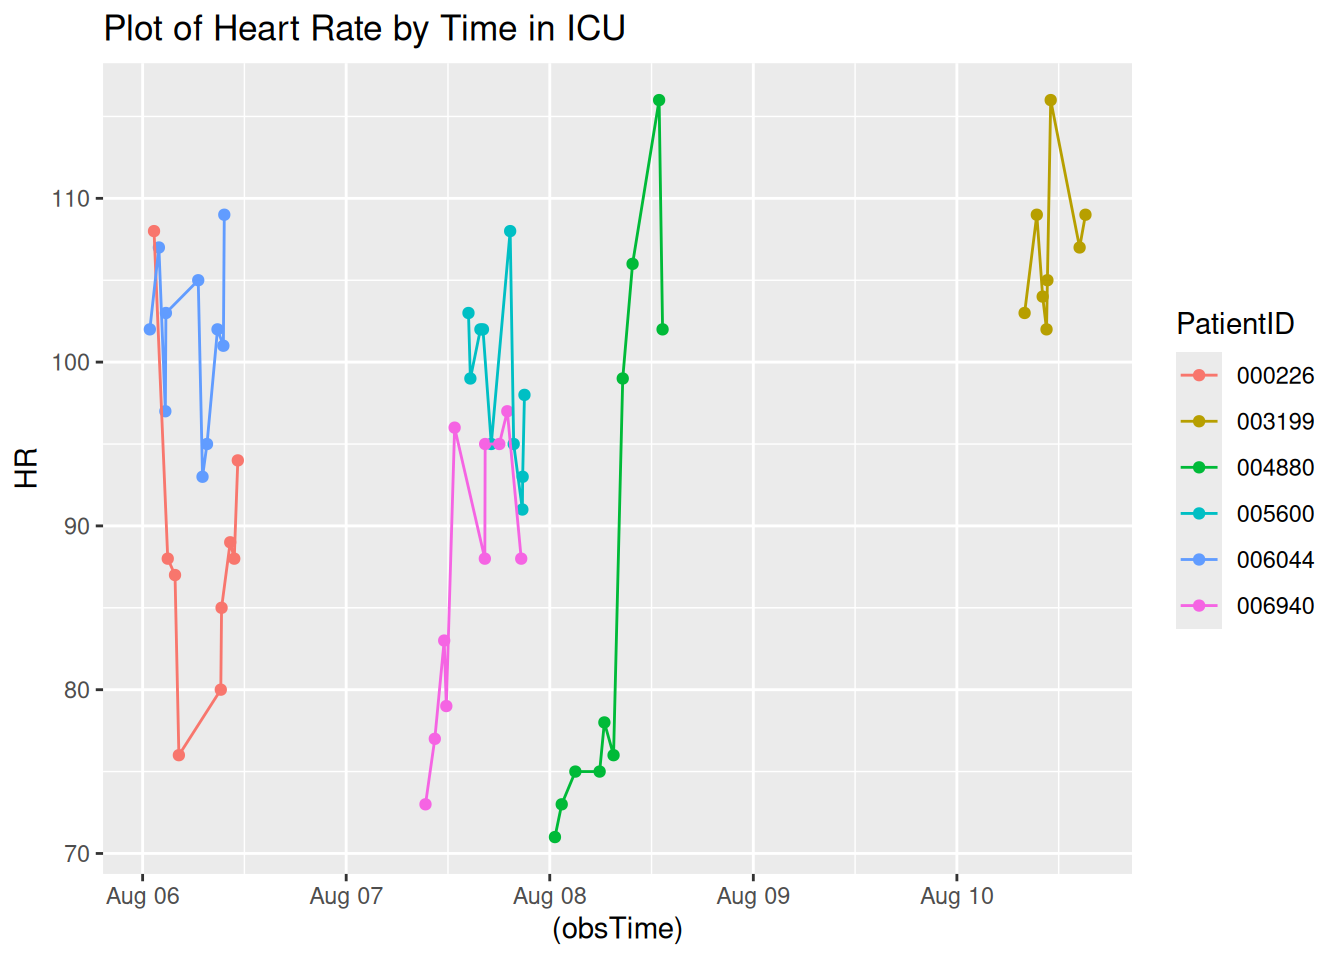 Plot of Heart Rate by Time in ICU
HR
110
100
90
80
70
Aug 06
Aug 07
Aug 08
Aug 09
Aug 10
(obsTime)
PatientID
000226
003199
004880
005600
006044
006940